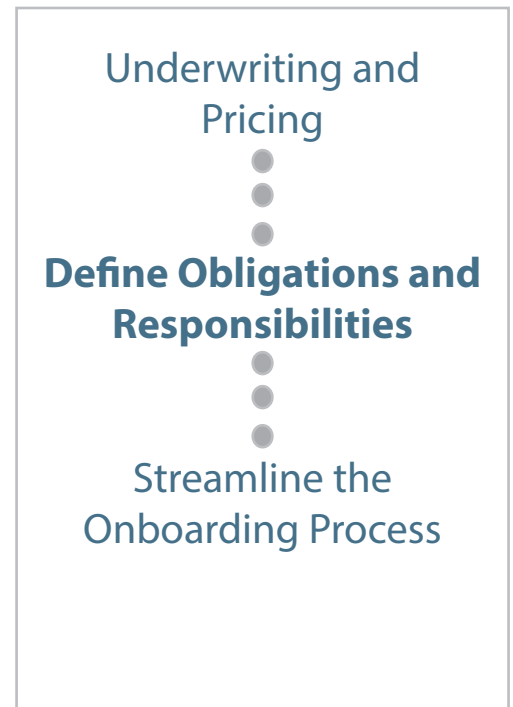 Underwriting and
Pricing
Define Obligations and
Responsibilities
Streamline the
Onboarding Process